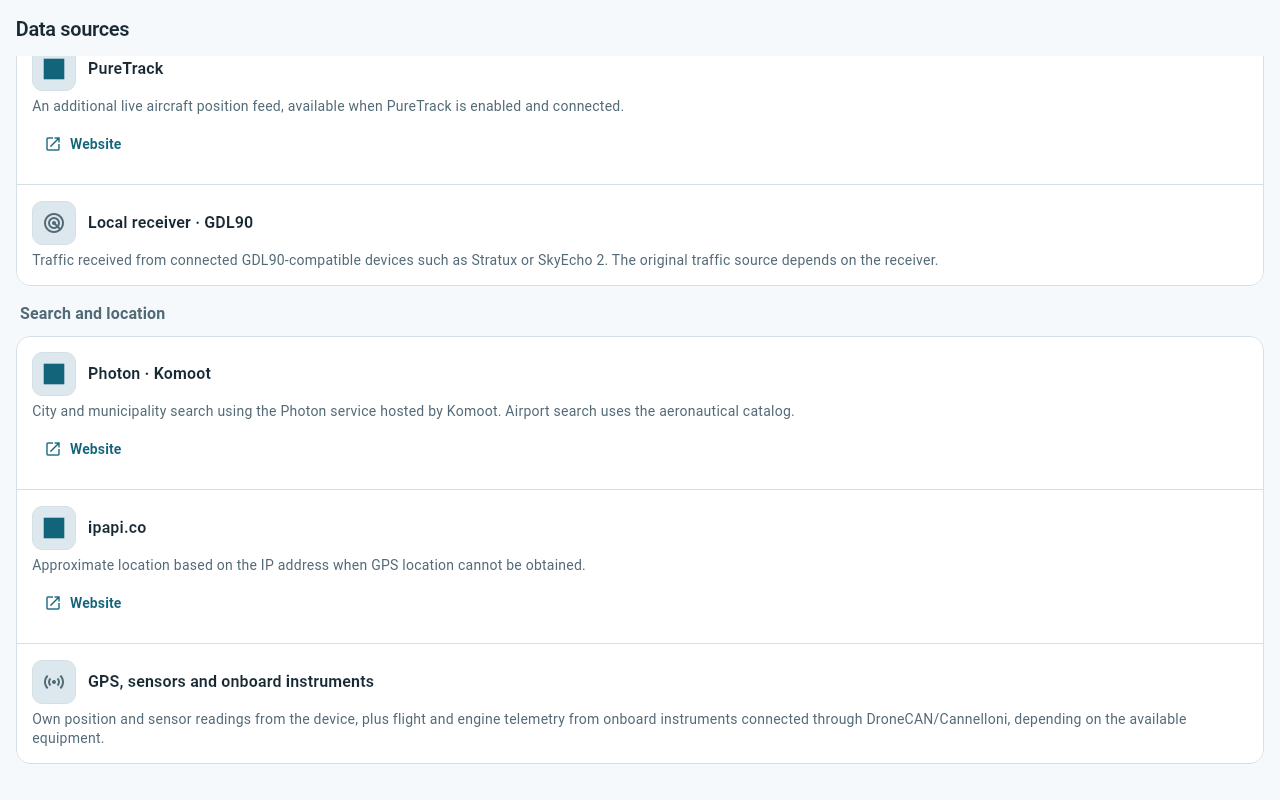 Data sources
PureTrack
An additional live aircraft position feed, available when PureTrack is enabled and connected.
Website
Local receiver · GDL90
Traffic received from connected GDL90-compatible devices such as Stratux or SkyEcho 2. The original traffic source depends on the receiver.
Search and location
Photon · Komoot
City and municipality search using the Photon service hosted by Komoot. Airport search uses the aeronautical catalog.
Website
ipapi.co
Approximate location based on the IP address when GPS location cannot be obtained.
Website
GPS, sensors and onboard instruments
Own position and sensor readings from the device, plus flight and engine telemetry from onboard instruments connected through DroneCAN/Cannelloni, depending on the available
equipment.